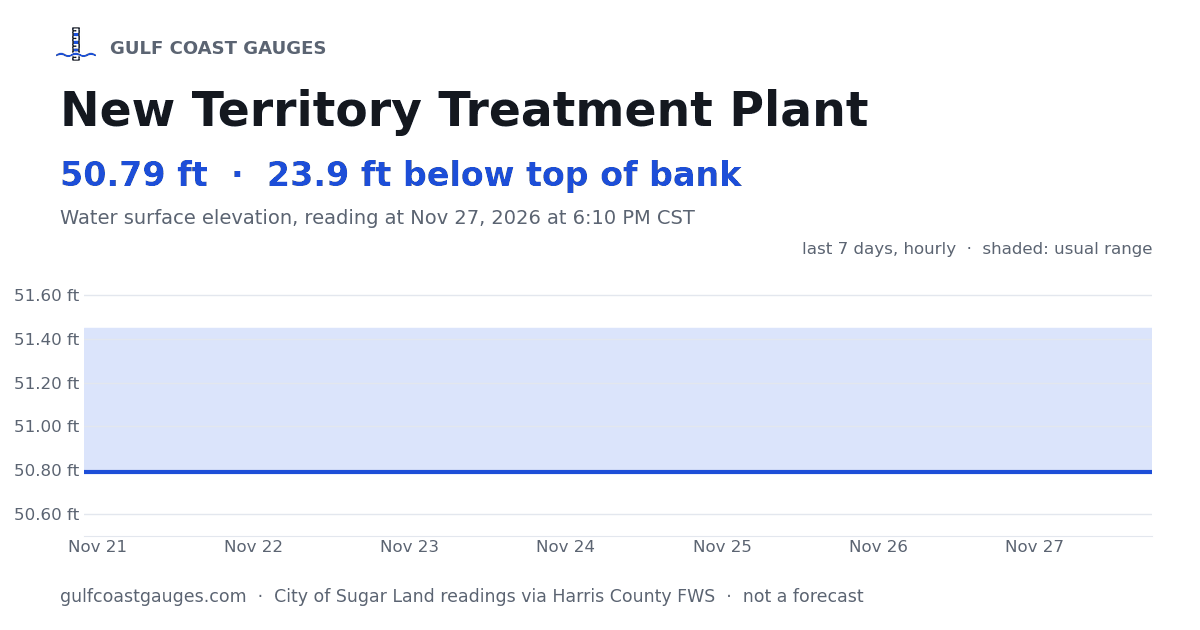 GULF COAST GAUGES
New Territory Treatment Plant
50.79 ft · 23.9 ft below top of bank
Water surface elevation, reading at Nov 27, 2026 at 6:10 PM CST
last 7 days, hourly · shaded: usual range
51.60 ft
51.40 ft
51.20 ft
51.00 ft
50.80 ft
50.60 ft
Nov 21 Nov 22 Nov 23 Nov 24 Nov 25 Nov 26 Nov 27
gulfcoastgauges.com · City of Sugar Land readings via Harris County FWS · not a forecast